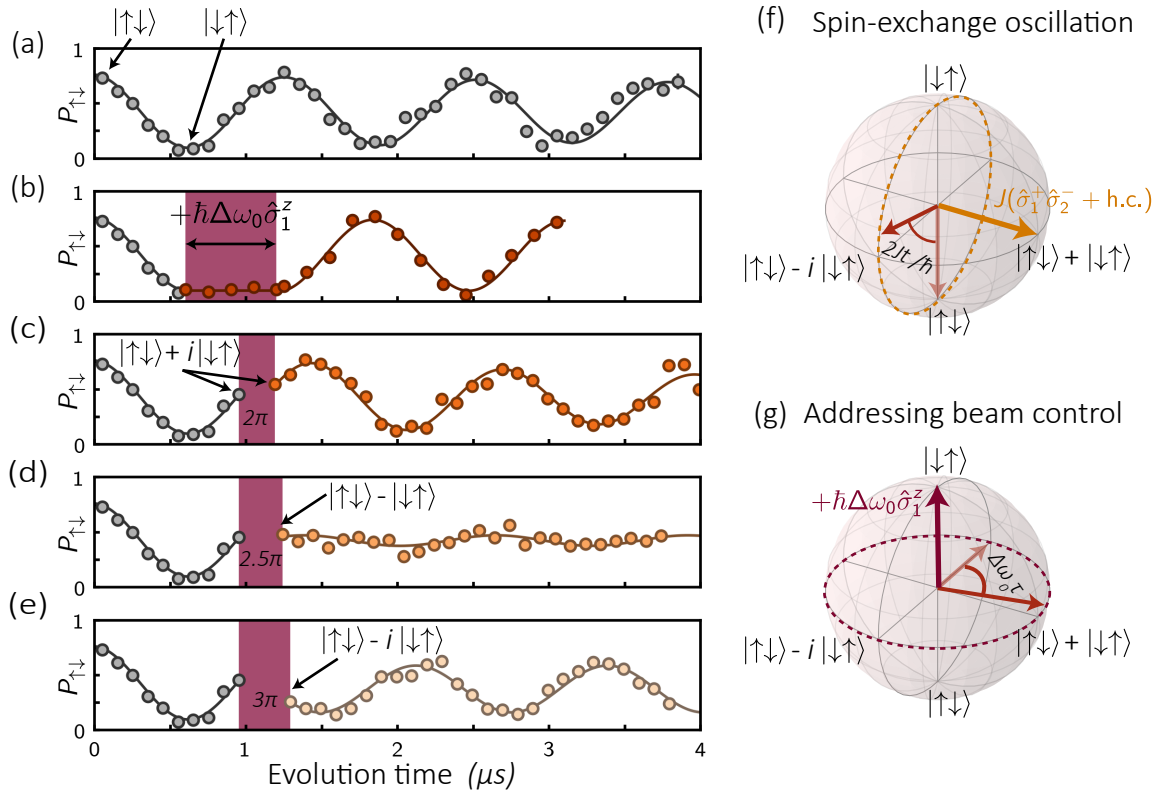 (a)
|↑↓⟩
|↓↑⟩
1
P↑↓
0
(b)
1
+ℏΔω₀σ̂₁ᶻ
P↑↓
0
(c)
1
|↑↓⟩ + i |↓↑⟩
P↑↓
2π
0
(d)
1
|↑↓⟩ - |↓↑⟩
P↑↓
2.5π
0
(e)
1
|↑↓⟩ - i |↓↑⟩
P↑↓
3π
0
0 1 2 3 4
Evolution time (μs)
(f) Spin-exchange oscillation
|↓↑⟩
J(σ̂₁⁺σ̂₂⁻ + h.c.)
2Jt/ℏ
|↑↓⟩ - i |↓↑⟩
|↑↓⟩ + |↓↑⟩
|↑↓⟩
(g) Addressing beam control
|↓↑⟩
+ℏΔω₀σ̂₁ᶻ
Δω₀τ
|↑↓⟩ - i |↓↑⟩
|↑↓⟩ + |↓↑⟩
|↑↓⟩